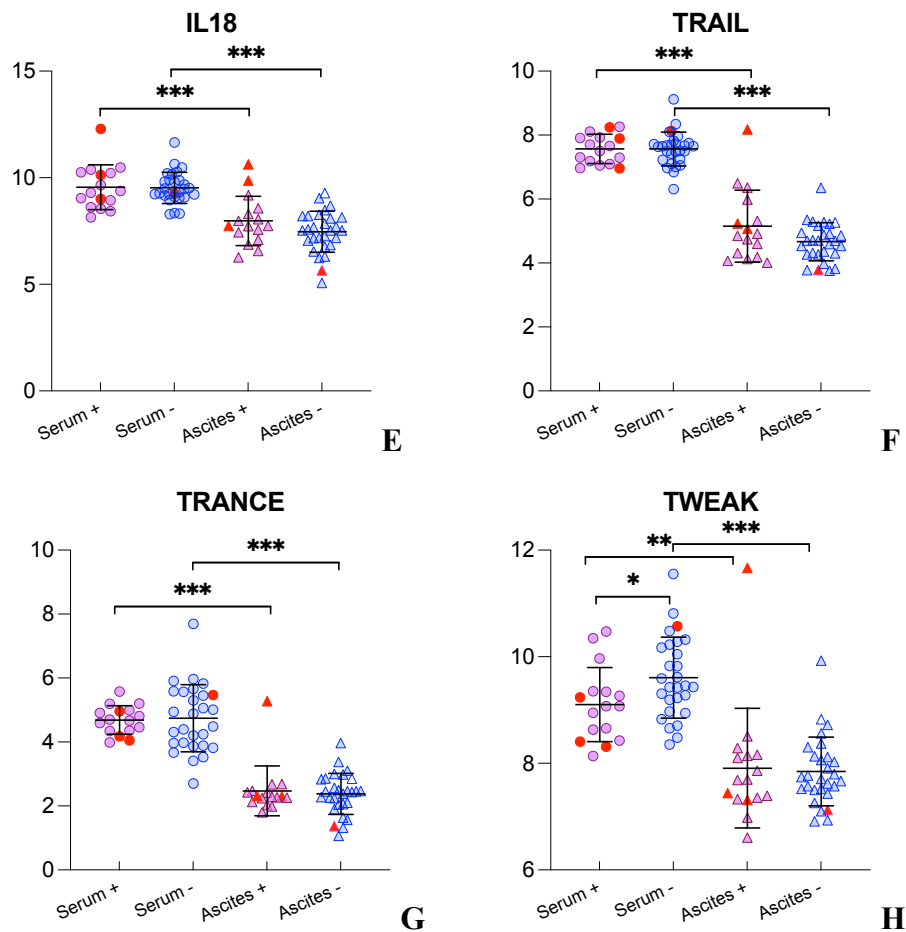 IL18
***
***
15
10
5
0
Serum +
Serum -
Ascites +
Ascites -
E
TRAIL
***
***
10
8
6
4
2
Serum +
Serum -
Ascites +
Ascites -
F
TRANCE
***
***
10
8
6
4
2
0
Serum +
Serum -
Ascites +
Ascites -
G
TWEAK
***
**
*
12
10
8
6
Serum +
Serum -
Ascites +
Ascites -
H